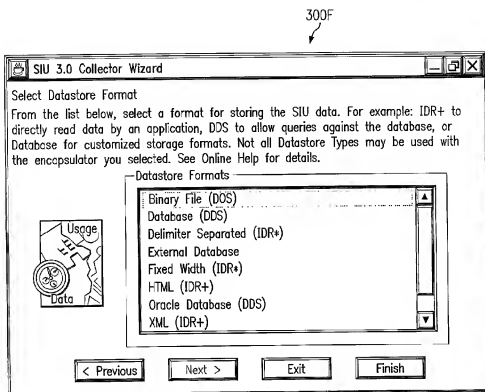 300F
SIU 3.0 Collector Wizard
Select Datastore Format
From the list below, select a format for storing the SIU data. For example: IDR+ to
directly read data by an application, DDS to allow queries against the database, or
Database for customized storage formats. Not all Datastore Types may be used with
the encapsulator you selected. See Online Help for details.
Datastore Formats
Binary File (DOS)
Database (DDS)
Delimiter Separated (IDR*)
External Database
Fixed Width (IDR*)
HTML (IDR+)
Oracle Database (DDS)
XML (IDR+)
Usage
Data
< Previous
Next >
Exit
Finish